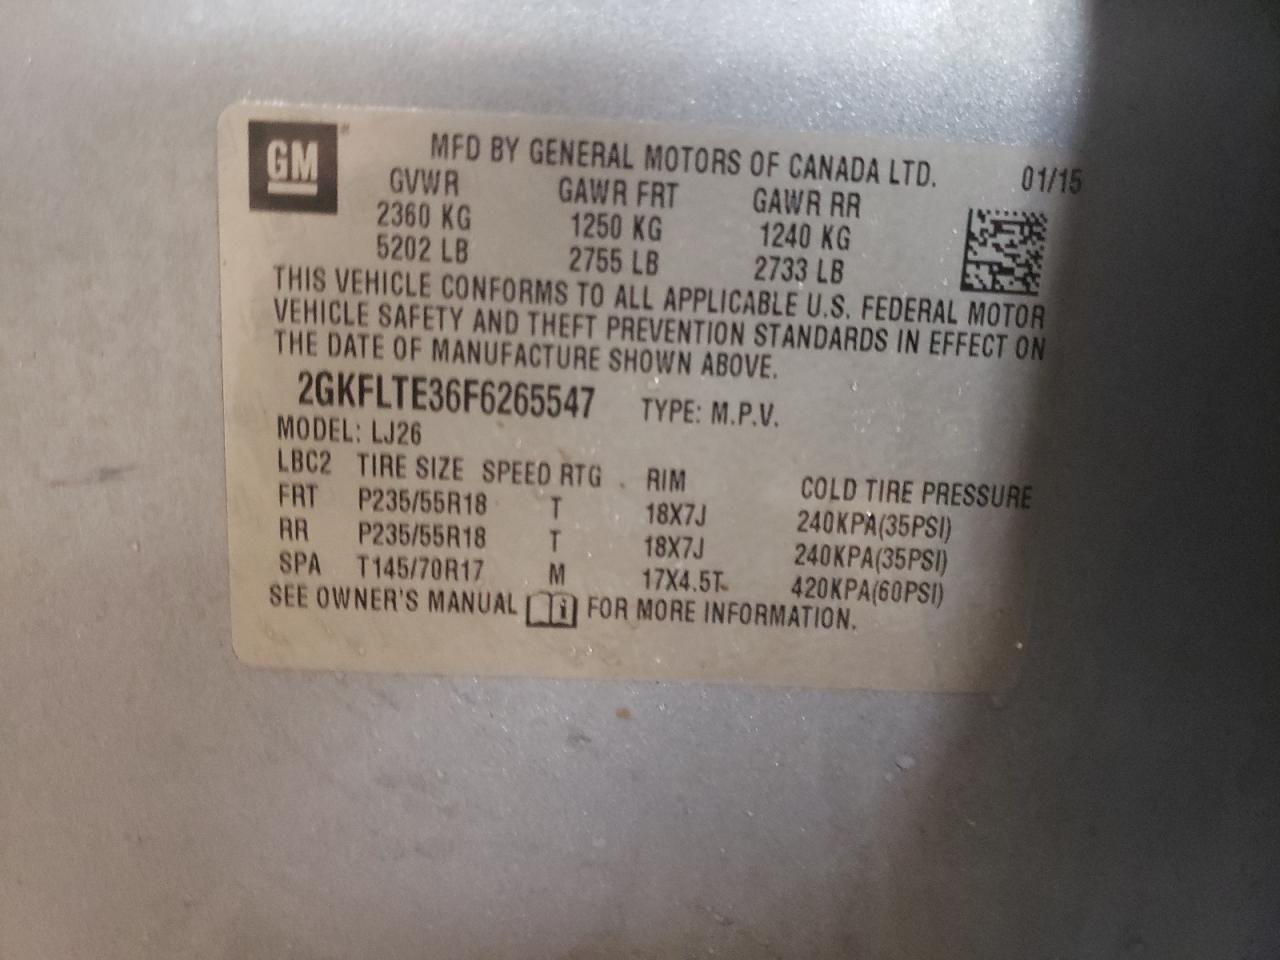 GM
MFD BY GENERAL MOTORS OF CANADA LTD. 01/15
GVWR GAWR FRT GAWR RR
2360 KG 1250 KG 1240 KG
5202 LB 2755 LB 2733 LB
THIS VEHICLE CONFORMS TO ALL APPLICABLE U.S. FEDERAL MOTOR
VEHICLE SAFETY AND THEFT PREVENTION STANDARDS IN EFFECT ON
THE DATE OF MANUFACTURE SHOWN ABOVE.
2GKFLTE36F6265547 TYPE: M.P.V.
MODEL: LJ26
LBC2 TIRE SIZE SPEED RTG RIM COLD TIRE PRESSURE
FRT P235/55R18 T 18X7J 240KPA(35PSI)
RR P235/55R18 T 18X7J 240KPA(35PSI)
SPA T145/70R17 M 17X4.5T 420KPA(60PSI)
SEE OWNER'S MANUAL FOR MORE INFORMATION.